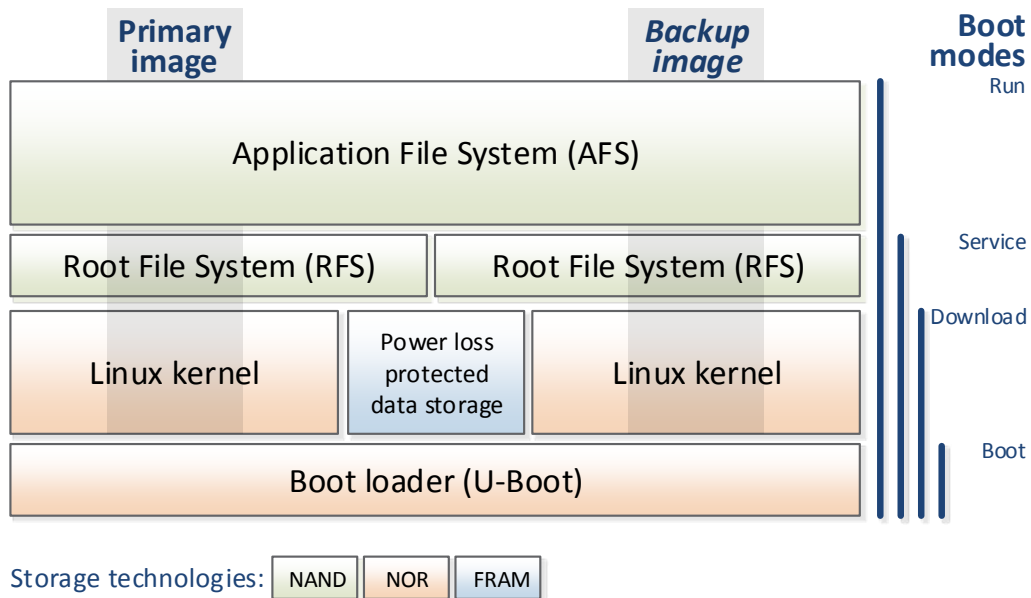 Primary
image
Backup
image
Boot
modes
Run
Application File System (AFS)
Service
Root File System (RFS)
Root File System (RFS)
Download
Linux kernel
Power loss
protected
data storage
Linux kernel
Boot
Boot loader (U-Boot)
Storage technologies: NAND NOR FRAM